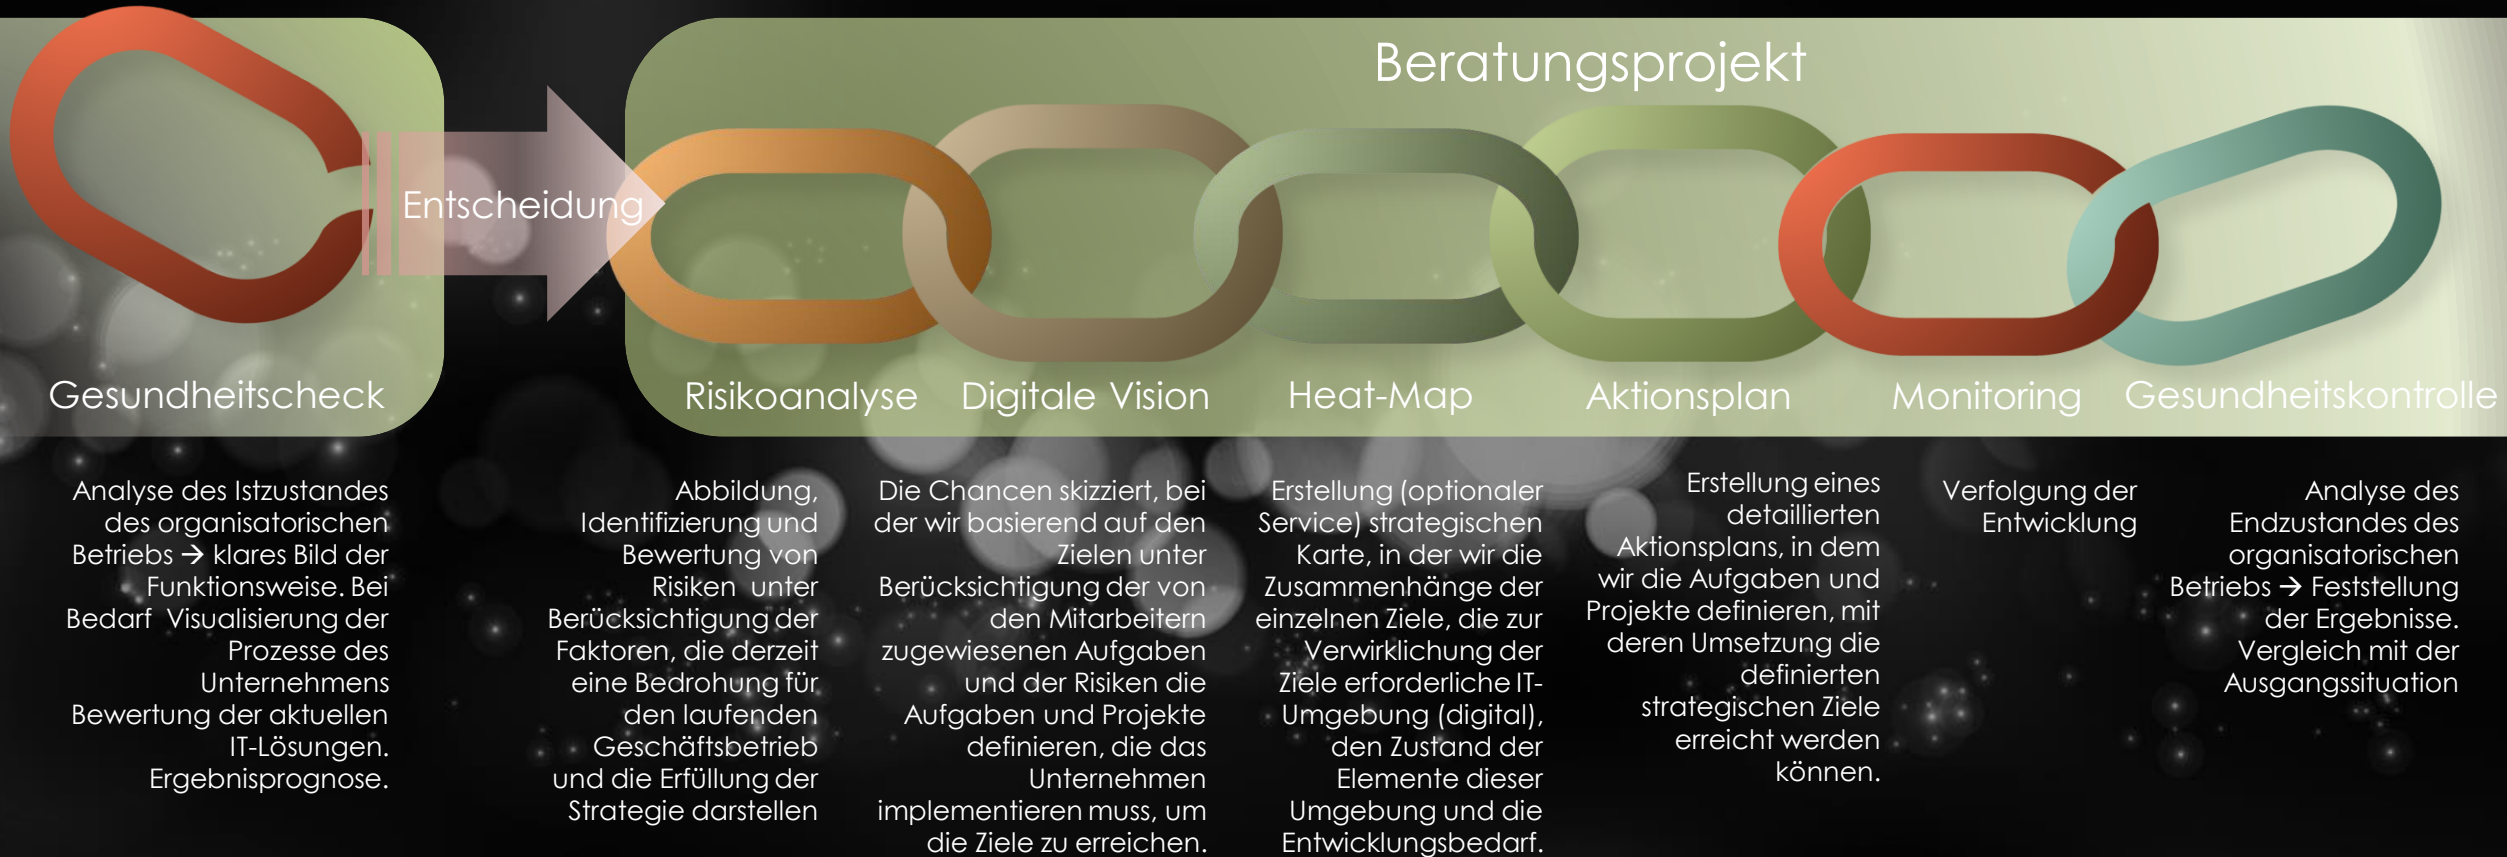 Beratungsprojekt
Entscheidung
Gesundheitscheck
Risikoanalyse
Digitale Vision
Heat-Map
Aktionsplan
Monitoring
Gesundheitskontrolle
Analyse des Istzustandes
des organisatorischen
Betriebs → klares Bild der
Funktionsweise. Bei
Bedarf Visualisierung der
Prozesse des
Unternehmens
Bewertung der aktuellen
IT-Lösungen.
Ergebnisprognose.
Abbildung,
Identifizierung und
Bewertung von
Risiken unter
Berücksichtigung der
Faktoren, die derzeit
eine Bedrohung für
den laufenden
Geschäftsbetrieb
und die Erfüllung der
Strategie darstellen
Die Chancen skizziert, bei
der wir basierend auf den
Zielen unter
Berücksichtigung der von
den Mitarbeitern
zugewiesenen Aufgaben
und der Risiken die
Aufgaben und Projekte
definieren, die das
Unternehmen
implementieren muss, um
die Ziele zu erreichen.
Erstellung (optionaler
Service) strategischen
Karte, in der wir die
Zusammenhänge der
einzelnen Ziele, die zur
Verwirklichung der
Ziele erforderliche IT-
Umgebung (digital),
den Zustand der
Elemente dieser
Umgebung und die
Entwicklungsbedarf.
Erstellung eines
detaillierten
Aktionsplans, in dem
wir die Aufgaben und
Projekte definieren, mit
deren Umsetzung die
definierten
strategischen Ziele
erreicht werden
können.
Verfolgung der
Entwicklung
Analyse des
Endzustandes des
organisatorischen
Betriebs → Feststellung
der Ergebnisse.
Vergleich mit der
Ausgangssituation